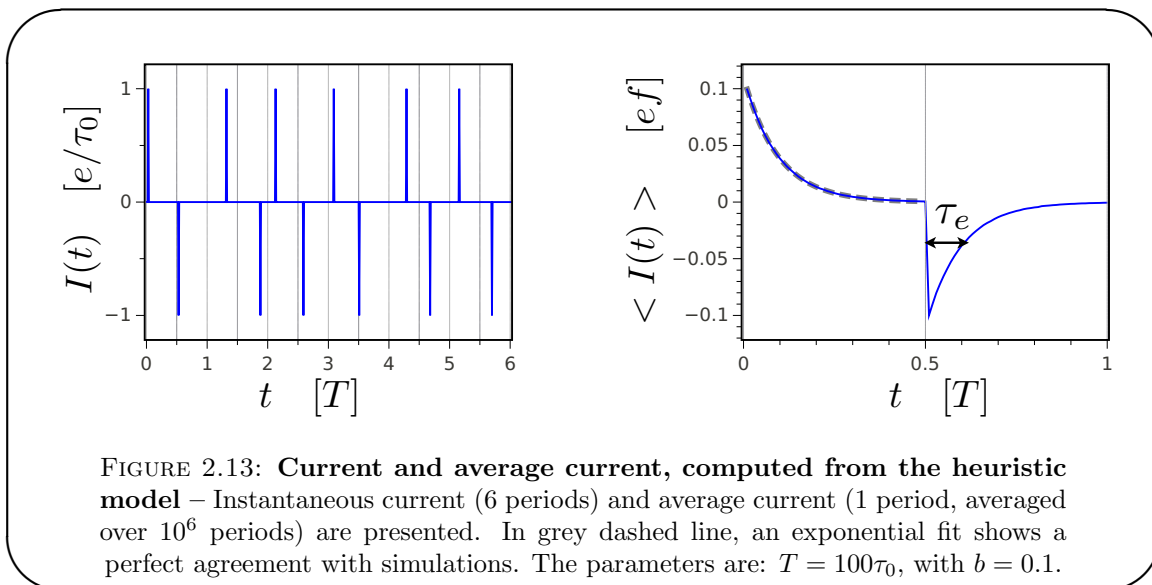 I(t) [e/τ0]
1
0
−1
0 1 2 3 4 5 6
t [T]
< I(t) > [ef]
0.1
0.05
0
−0.05
−0.1
τe
0 0.5 1
t [T]
FIGURE 2.13: Current and average current, computed from the heuristic
model – Instantaneous current (6 periods) and average current (1 period, averaged
over 10^6 periods) are presented. In grey dashed line, an exponential fit shows a
perfect agreement with simulations. The parameters are: T = 100τ0, with b = 0.1.